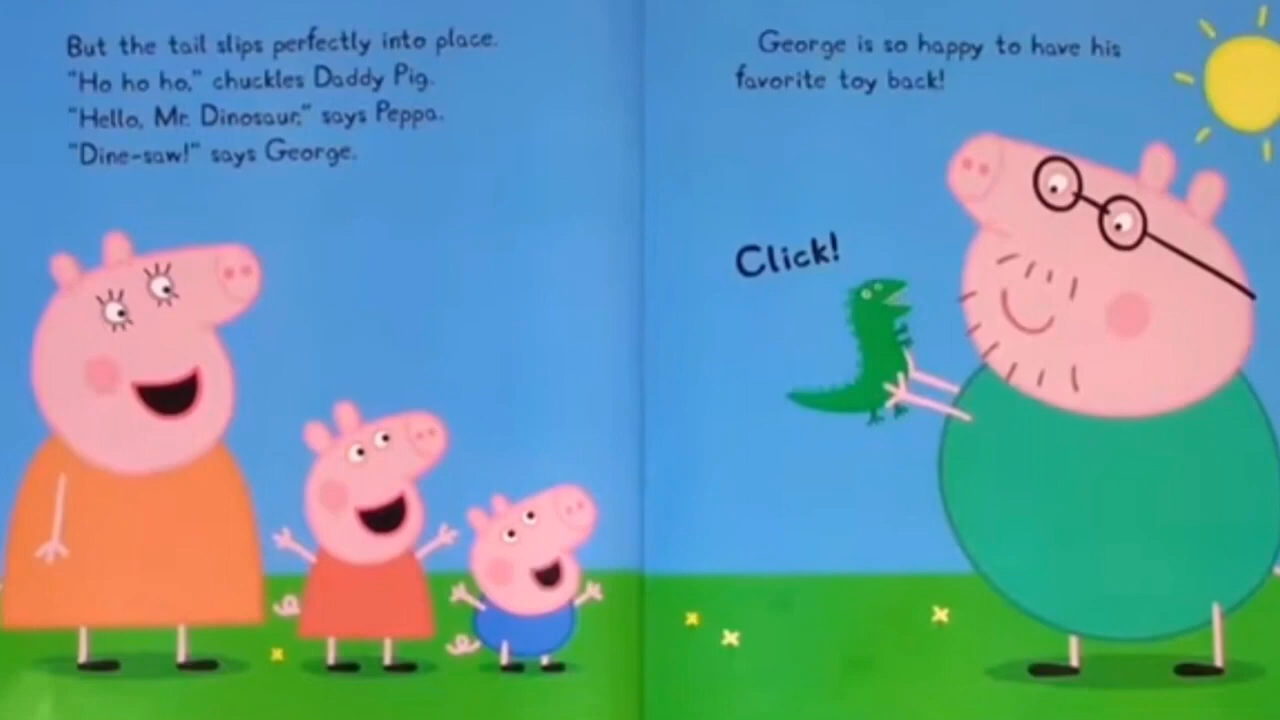 But the tail slips perfectly into place.
"Ho ho ho," chuckles Daddy Pig.
"Hello, Mr. Dinosaur," says Peppa.
"Dine-saw!" says George.
George is so happy to have his
favorite toy back!
Click!